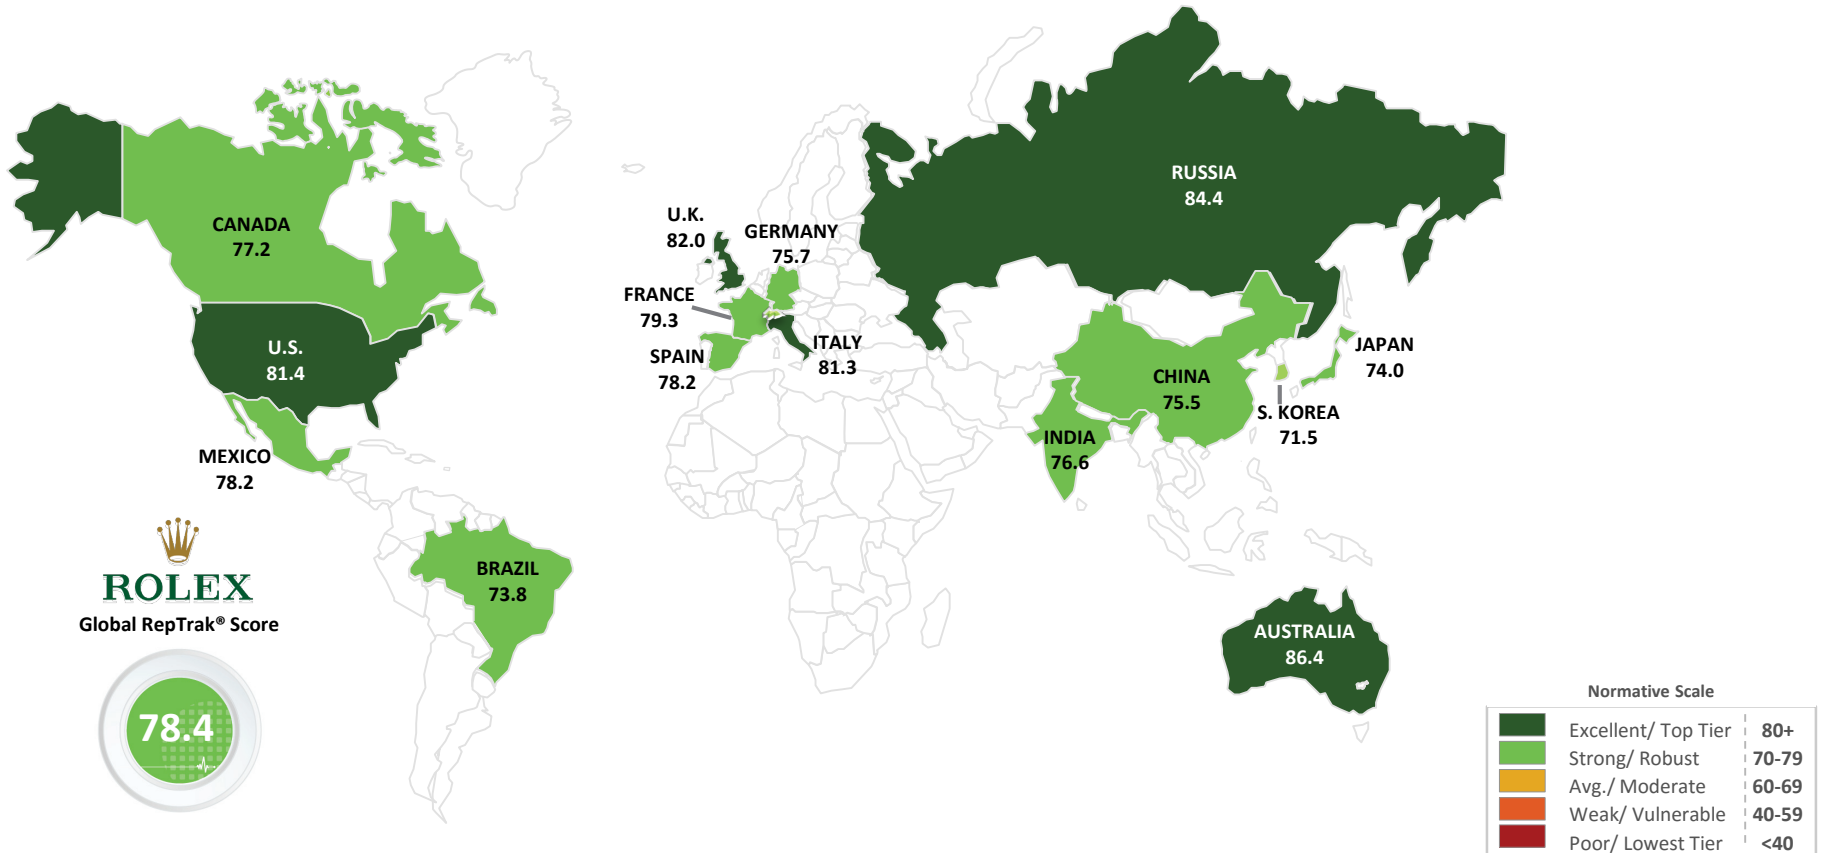 RUSSIA
84.4
U.K.
82.0
GERMANY
75.7
CANADA
77.2
FRANCE
79.3
U.S.
81.4
SPAIN
78.2
ITALY
81.3
JAPAN
74.0
CHINA
75.5
S. KOREA
71.5
INDIA
76.6
MEXICO
78.2
BRAZIL
73.8
AUSTRALIA
86.4
ROLEX
Global RepTrak® Score
78.4
Normative Scale
Excellent/ Top Tier 80+
Strong/ Robust 70-79
Avg./ Moderate 60-69
Weak/ Vulnerable 40-59
Poor/ Lowest Tier <40